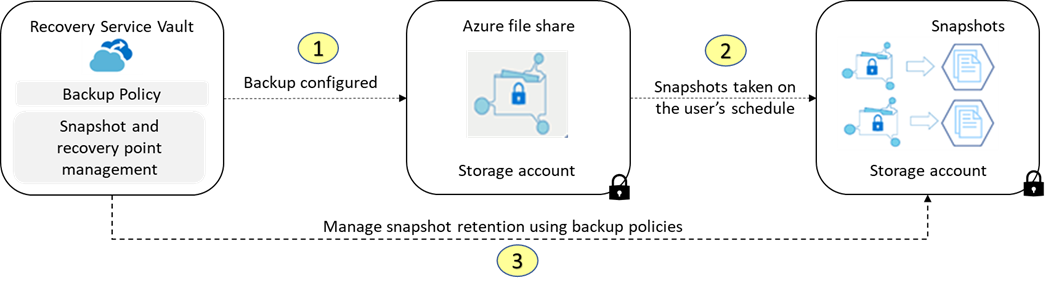 Recovery Service Vault
Backup Policy
Snapshot and
recovery point
management
1
Backup configured
Azure file share
Storage account
2
Snapshots taken on
the user's schedule
Snapshots
Storage account
Manage snapshot retention using backup policies
3